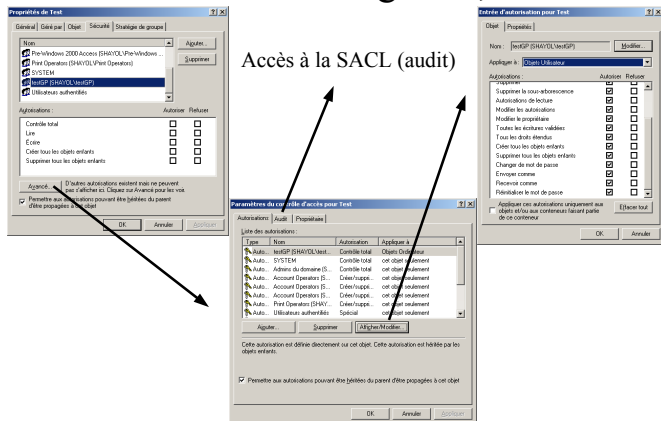 Propriétés de Test
Général Géré par Objet Sécurité Stratégie de groupe
Nom
Pre-Windows 2000 Access (SHAYOL\Pre-Windows ...
Print Operators (SHAYOL\Print Operators)
SYSTEM
testGP (SHAYOL\testGP)
Utilisateurs authentifiés
Ajouter...
Supprimer
Autorisations : Autoriser Refuser
Contrôle total
Lire
Écrire
Créer tous les objets enfants
Supprimer tous les objets enfants
Avancé...
D'autres autorisations existent mais ne peuvent
pas s'afficher ici. Cliquez sur Avancé pour les voir.
Permettre aux autorisations pouvant être héritées du parent
d'être propagées à cet objet
OK Annuler Appliquer
Accès à la SACL (audit)
Entrée d'autorisation pour Test
Objet Propriétés
Nom : testGP (SHAYOL\testGP) Modifier...
Appliquer à : Objets Utilisateur
Autorisations : Autoriser Refuser
Supprimer
Supprimer la sous-arborescence
Autorisations de lecture
Modifier les autorisations
Modifier le propriétaire
Toutes les écritures validées
Tous les droits étendus
Créer tous les objets enfants
Supprimer tous les objets enfants
Changer de mot de passe
Envoyer comme
Recevoir comme
Réinitialiser le mot de passe
Appliquer ces autorisations uniquement aux
objets et/ou aux conteneurs faisant partie
de ce conteneur
Effacer tout
OK Annuler
Paramètres du contrôle d'accès pour Test
Autorisations Audit Propriétaire
Liste des autorisations :
Type Nom Autorisation Appliquer à
Auto... testGP (SHAYOL\test... Contrôle total Objets Ordinateur
Auto... SYSTEM Contrôle total cet objet seulement
Auto... Admins du domaine (S... Contrôle total cet objet seulement
Auto... Account Operators (S... Créer/suppri... cet objet seulement
Auto... Account Operators (S... Créer/suppri... cet objet seulement
Auto... Print Operators (SHAY... Créer/suppri... cet objet seulement
Auto... Utilisateurs authentifiés Spécial cet objet seulement
Ajouter... Supprimer Afficher/Modifier...
Cette autorisation est définie directement sur cet objet. Cette autorisation est héritée par les
objets enfants.
Permettre aux autorisations pouvant être héritées du parent d'être propagées à cet objet
OK Annuler Appliquer